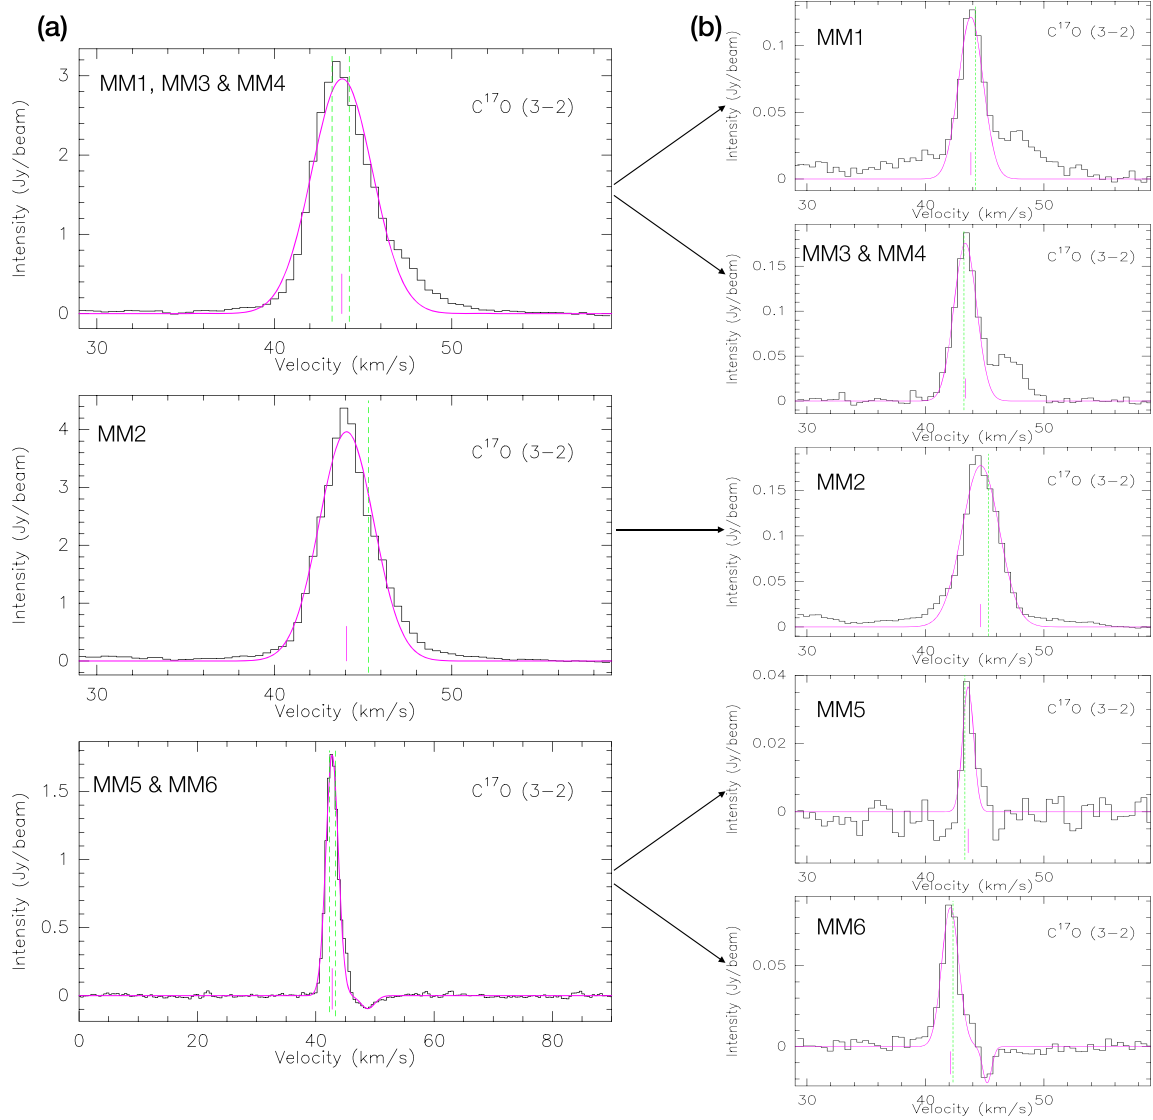 (a)
MM1, MM3 & MM4
C¹⁷O (3−2)
Intensity (Jy/beam)
3
2
1
0
30 40 50
Velocity (km/s)
MM2
C¹⁷O (3−2)
Intensity (Jy/beam)
4
3
2
1
0
30 40 50
Velocity (km/s)
MM5 & MM6
C¹⁷O (3−2)
Intensity (Jy/beam)
1.5
1
0.5
0
0 20 40 60 80
Velocity (km/s)
(b)
MM1
C¹⁷O (3−2)
Intensity (Jy/beam)
0.1
0.05
0
30 40 50
Velocity (km/s)
MM3 & MM4
C¹⁷O (3−2)
Intensity (Jy/beam)
0.15
0.1
0.05
0
30 40 50
Velocity (km/s)
MM2
C¹⁷O (3−2)
Intensity (Jy/beam)
0.15
0.1
0.05
0
30 40 50
Velocity (km/s)
MM5
C¹⁷O (3−2)
Intensity (Jy/beam)
0.04
0.02
0
30 40 50
Velocity (km/s)
MM6
C¹⁷O (3−2)
Intensity (Jy/beam)
0.05
0
30 40 50
Velocity (km/s)